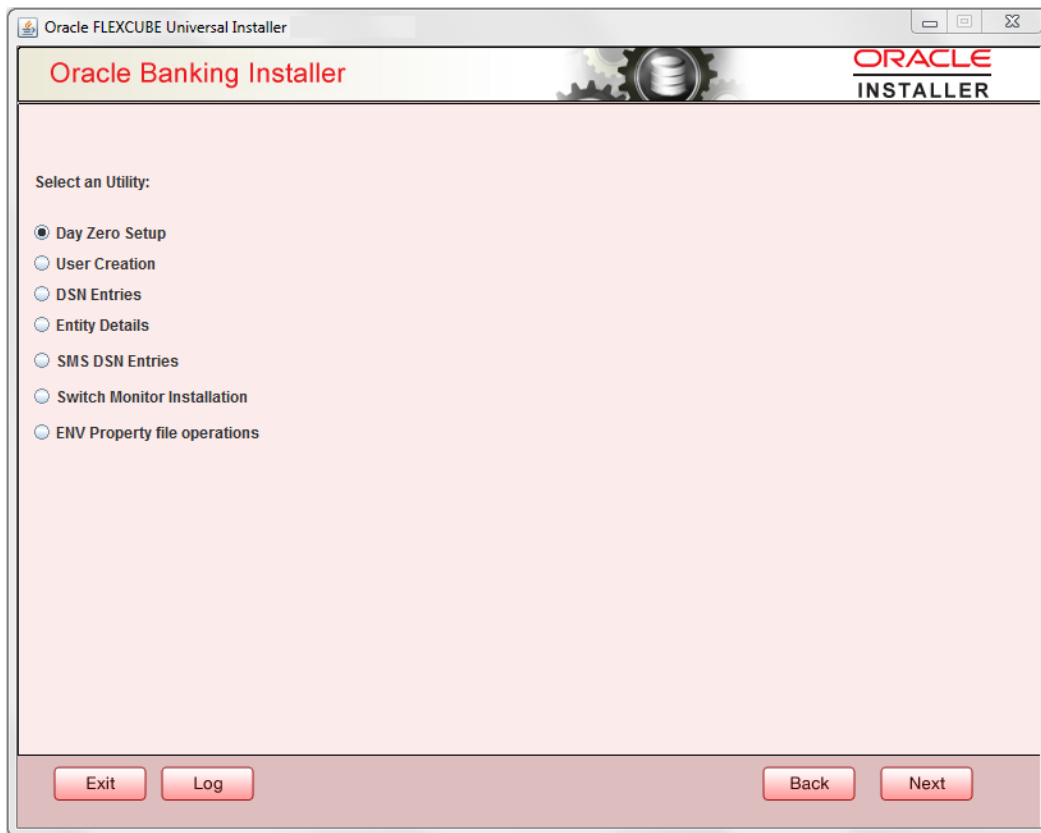 Oracle FLEXCUBE Universal Installer
Oracle Banking Installer
ORACLE
INSTALLER
Select an Utility:
Day Zero Setup
User Creation
DSN Entries
Entity Details
SMS DSN Entries
Switch Monitor Installation
ENV Property file operations
Exit Log Back Next